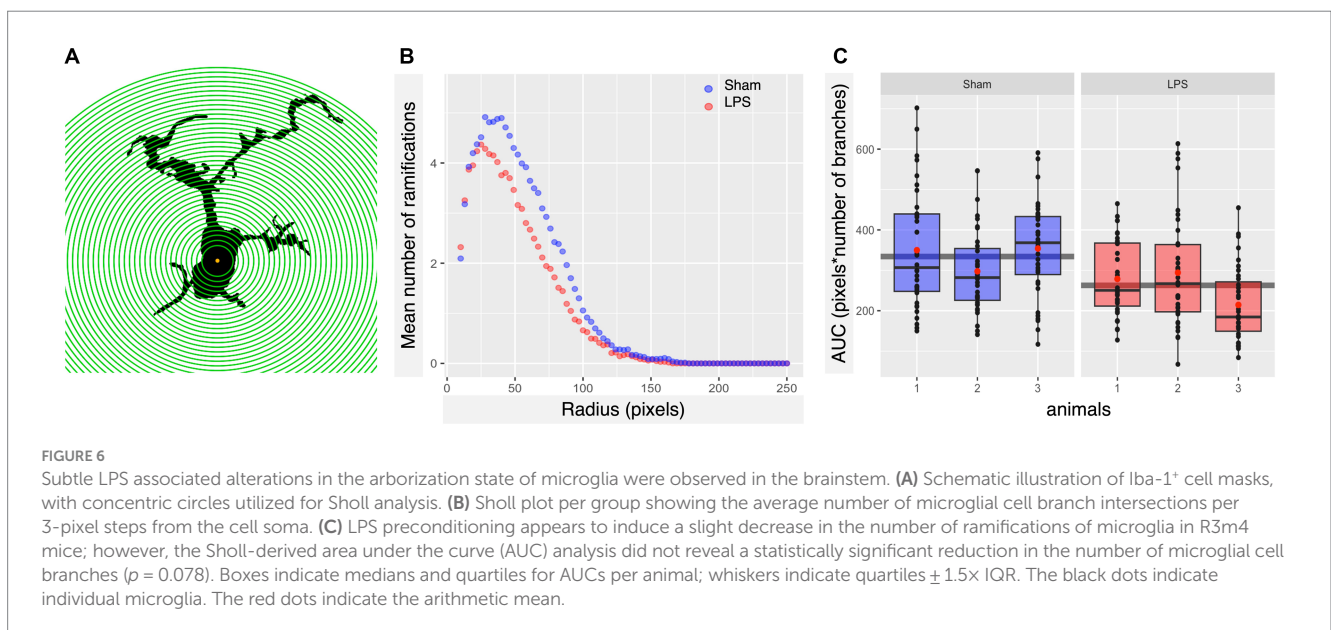 A
B
C
Sham
LPS
Mean number of ramifications
4
2
0
0
50
100
150
200
250
Radius (pixels)
Sham
LPS
AUC (pixels*number of branches)
600
400
200
1
2
3
1
2
3
animals
FIGURE 6
Subtle LPS associated alterations in the arborization state of microglia were observed in the brainstem. (A) Schematic illustration of Iba-1⁺ cell masks,
with concentric circles utilized for Sholl analysis. (B) Sholl plot per group showing the average number of microglial cell branch intersections per
3-pixel steps from the cell soma. (C) LPS preconditioning appears to induce a slight decrease in the number of ramifications of microglia in R3m4
mice; however, the Sholl-derived area under the curve (AUC) analysis did not reveal a statistically significant reduction in the number of microglial cell
branches (p = 0.078). Boxes indicate medians and quartiles for AUCs per animal; whiskers indicate quartiles ± 1.5× IQR. The black dots indicate
individual microglia. The red dots indicate the arithmetic mean.